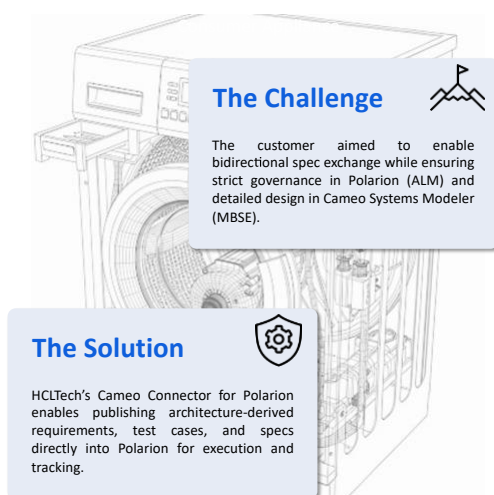 The Challenge
The customer aimed to enable
bidirectional spec exchange while ensuring
strict governance in Polarion (ALM) and
detailed design in Cameo Systems Modeler
(MBSE).
The Solution
HCLTech's Cameo Connector for Polarion
enables publishing architecture-derived
requirements, test cases, and specs
directly into Polarion for execution and
tracking.